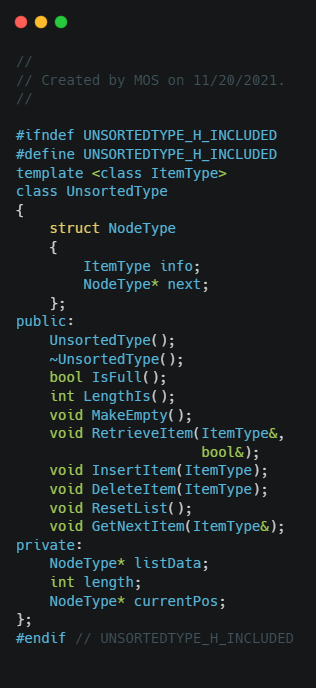 //
// Created by MOS on 11/20/2021.
//

#ifndef UNSORTEDTYPE_H_INCLUDED
#define UNSORTEDTYPE_H_INCLUDED
template <class ItemType>
class UnsortedType
{
    struct NodeType
    {
        ItemType info;
        NodeType* next;
    };
public:
    UnsortedType();
    ~UnsortedType();
    bool IsFull();
    int LengthIs();
    void MakeEmpty();
    void RetrieveItem(ItemType&,
                      bool&);
    void InsertItem(ItemType);
    void DeleteItem(ItemType);
    void ResetList();
    void GetNextItem(ItemType&);
private:
    NodeType* listData;
    int length;
    NodeType* currentPos;
};
#endif // UNSORTEDTYPE_H_INCLUDED